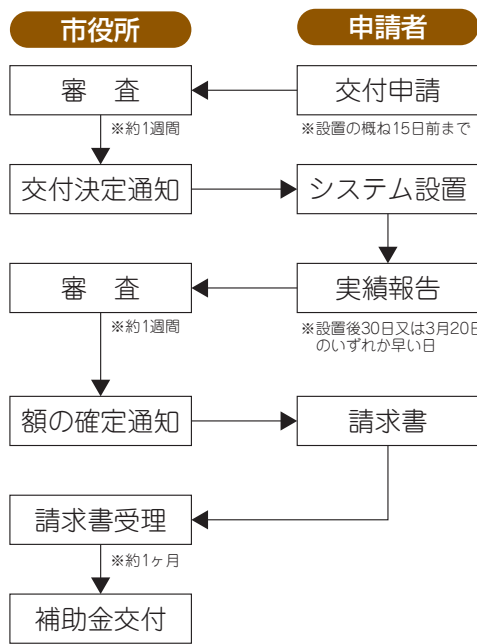 市役所
申請者
審　査
交付申請
※約1週間
※設置の概ね15日前まで
交付決定通知
システム設置
審　査
実績報告
※約1週間
※設置後30日又は3月20日
のいずれか早い日
額の確定通知
請求書
請求書受理
※約1ヶ月
補助金交付